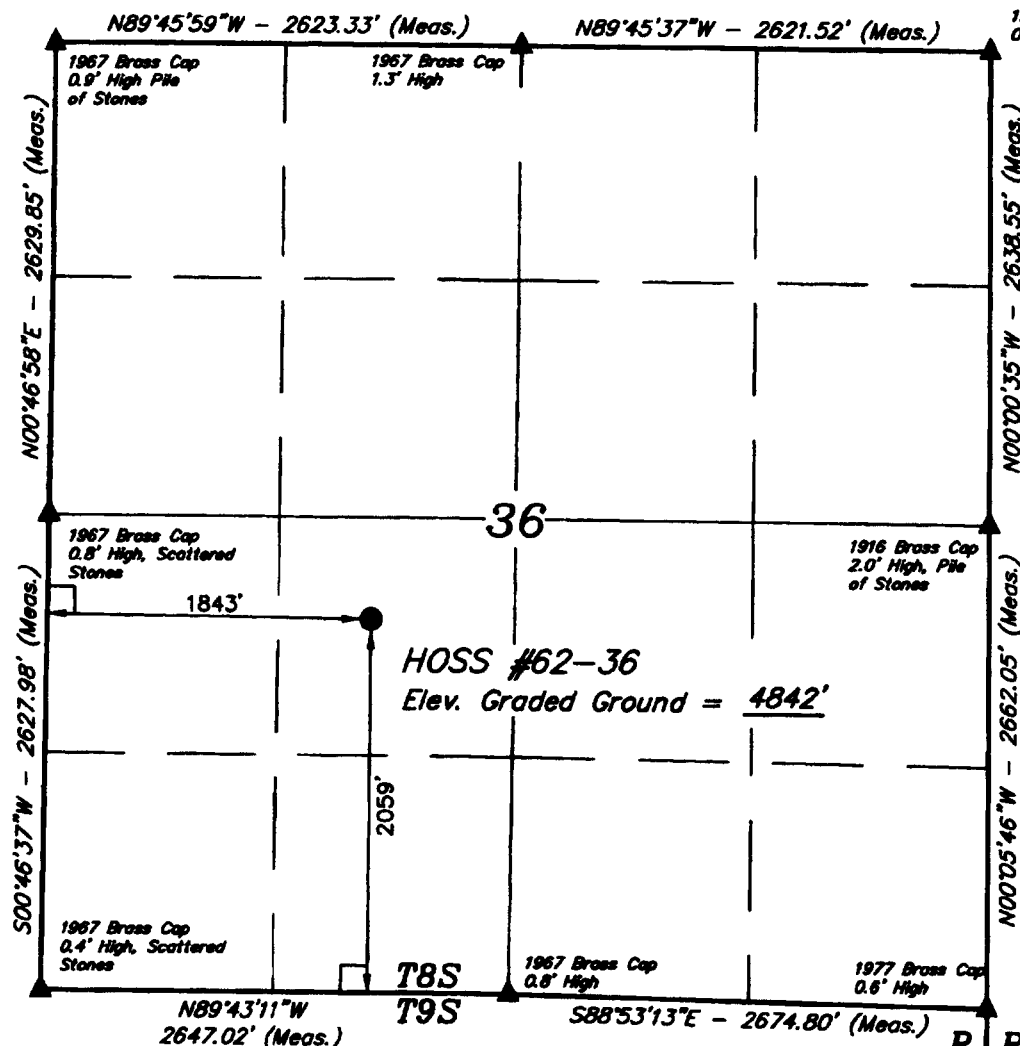 N89°45'59"W - 2623.33' (Meas.)
N89°45'37"W - 2621.52' (Meas.)
1967 Brass Cap
0.9' High Pile
of Stones
1967 Brass Cap
1.3' High
N00°46'58"E - 2629.85' (Meas.)
N00°00'35"W - 2638.55' (Meas.)
36
1967 Brass Cap
0.8' High, Scattered
Stones
1916 Brass Cap
2.0' High, Pile
of Stones
1843'
HOSS #62-36
Elev. Graded Ground = 4842'
2059'
S00°46'37"W - 2627.98' (Meas.)
N00°05'46"W - 2662.05' (Meas.)
1967 Brass Cap
0.4' High, Scattered
Stones
T8S
T9S
1967 Brass Cap
0.8' High
1977 Brass Cap
0.6' High
N89°43'11"W
2647.02' (Meas.)
S88°53'13"E - 2674.80' (Meas.)